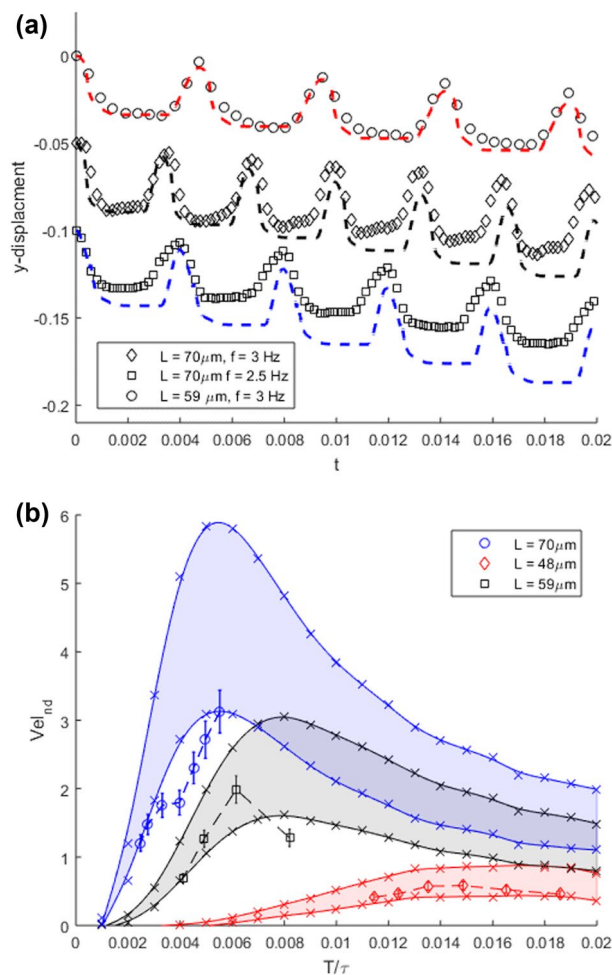 (a)
0
-0.05
-0.1
-0.15
-0.2
y-displacment
L = 70μm, f = 3 Hz
L = 70μm f = 2.5 Hz
L = 59 μm, f = 3 Hz
0 0.002 0.004 0.006 0.008 0.01 0.012 0.014 0.016 0.018 0.02
t
(b)
6
5
4
3
2
1
0
Vel_nd
L = 70μm
L = 48μm
L = 59μm
0 0.002 0.004 0.006 0.008 0.01 0.012 0.014 0.016 0.018 0.02
T/τ